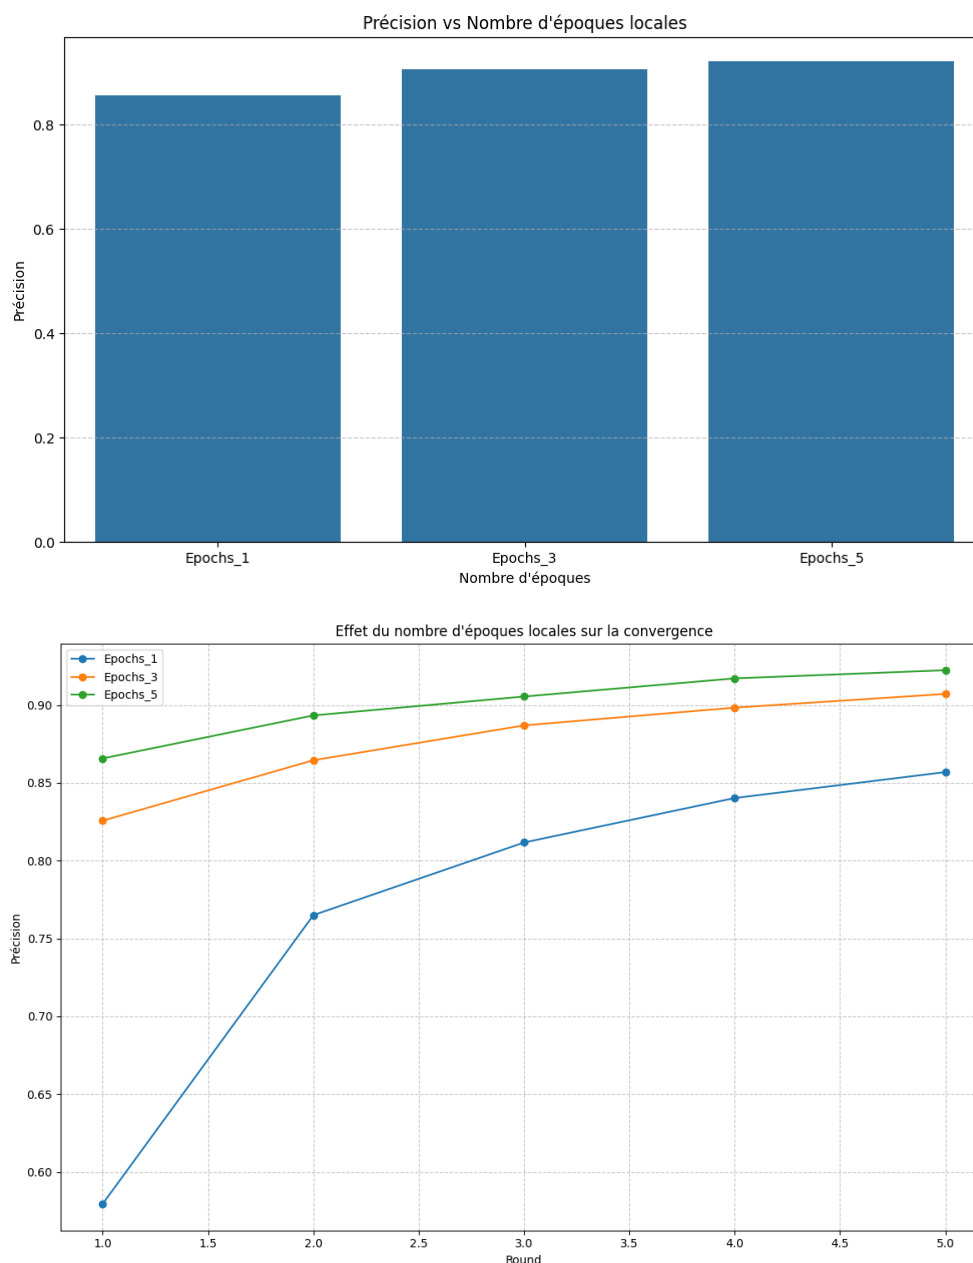 Précision vs Nombre d'époques locales
Précision
0.8
0.6
0.4
0.2
0.0
Epochs_1 Epochs_3 Epochs_5
Nombre d'époques
Effet du nombre d'époques locales sur la convergence
Epochs_1
Epochs_3
Epochs_5
Précision
0.90
0.85
0.80
0.75
0.70
0.65
0.60
1.0 1.5 2.0 2.5 3.0 3.5 4.0 4.5 5.0
Round